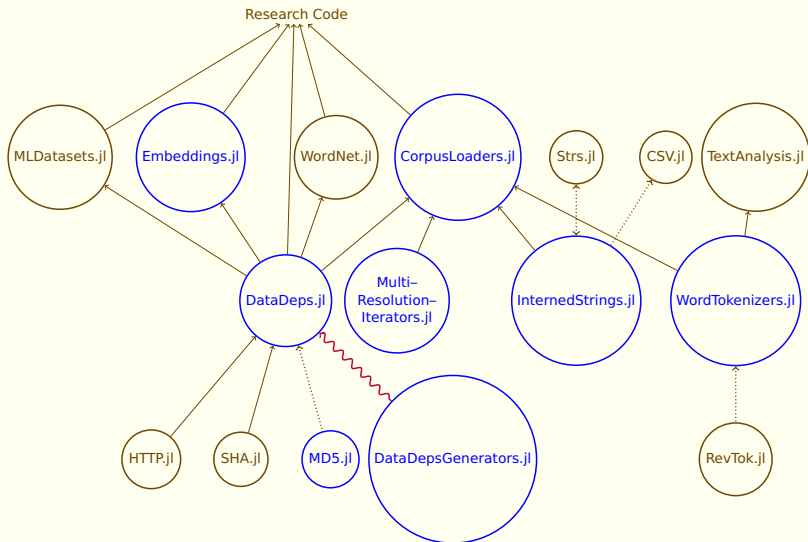 Research Code
MLDatasets.jl
Embeddings.jl
WordNet.jl
CorpusLoaders.jl
Strs.jl
CSV.jl
TextAnalysis.jl
DataDeps.jl
Multi–
Resolution–
Iterators.jl
InternedStrings.jl
WordTokenizers.jl
HTTP.jl
SHA.jl
MD5.jl
DataDepsGenerators.jl
RevTok.jl